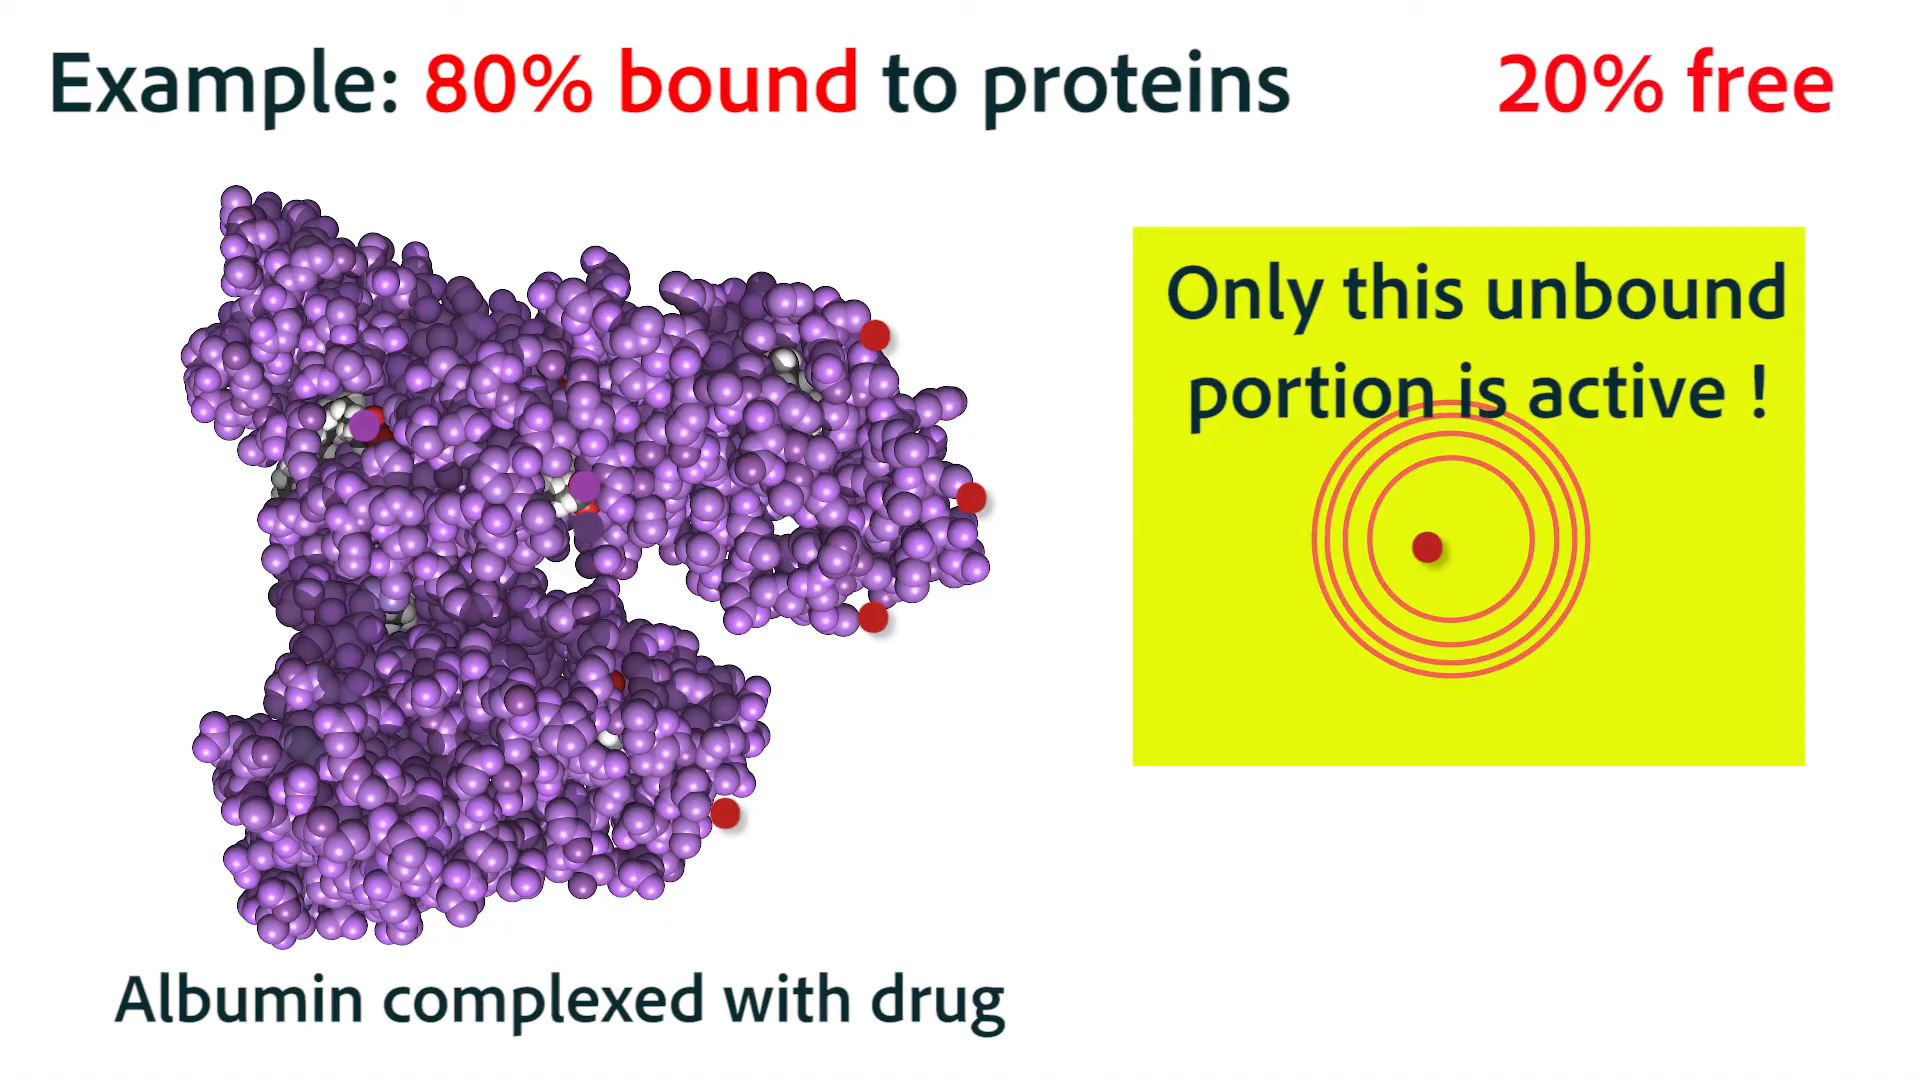 Example: 80% bound to proteins
20% free
Only this unbound
portion is active !
Albumin complexed with drug